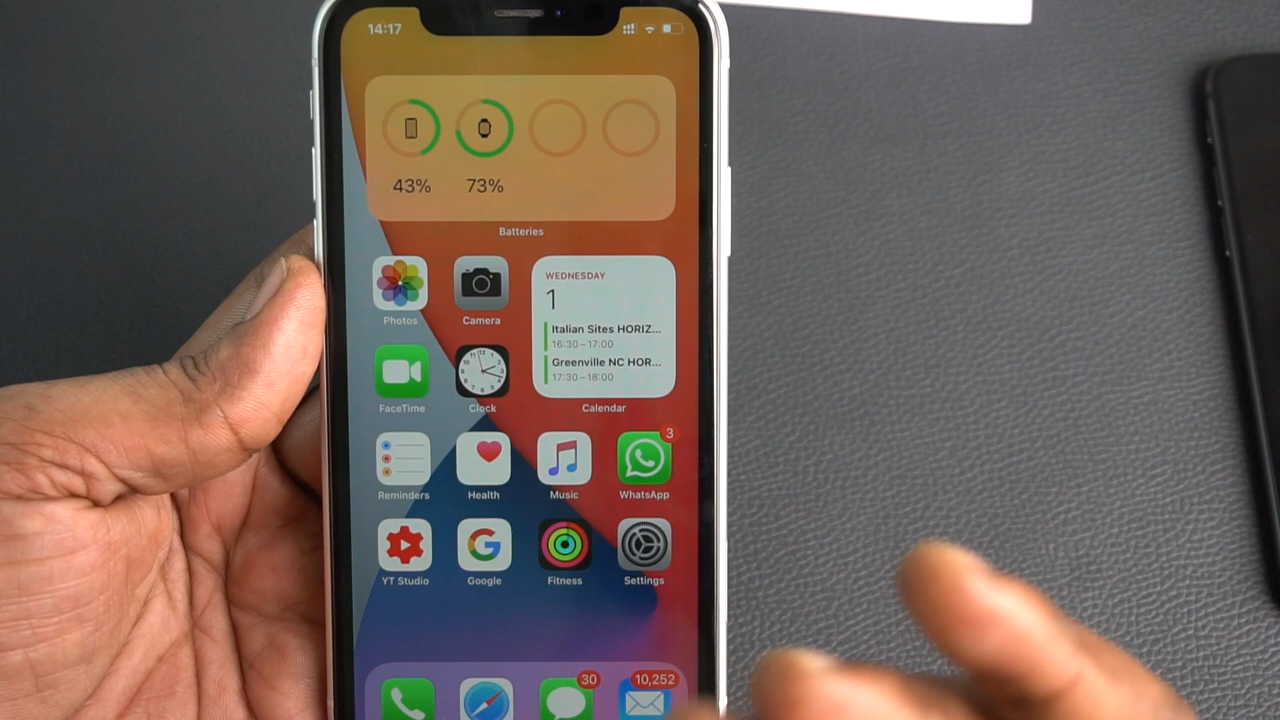 14:17
43% 73%
Batteries
WEDNESDAY
1
Italian Sites HORIZ...
16:30–17:00
Greenville NC HOR...
17:30–18:00
Photos Camera
FaceTime Clock Calendar
3
Reminders Health Music WhatsApp
YT Studio Google Fitness Settings
30 10,252